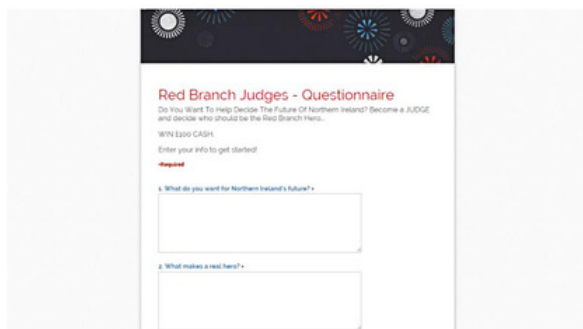 Red Branch Judges - Questionnaire
Do You Want To Help Decide The Future Of Northern Ireland? Become a JUDGE
and decide who should be the Red Branch Hero...
WIN £100 CASH.
Enter your info to get started!
*Required
1. What do you want for Northern Ireland's future? *
2. What makes a real hero? *